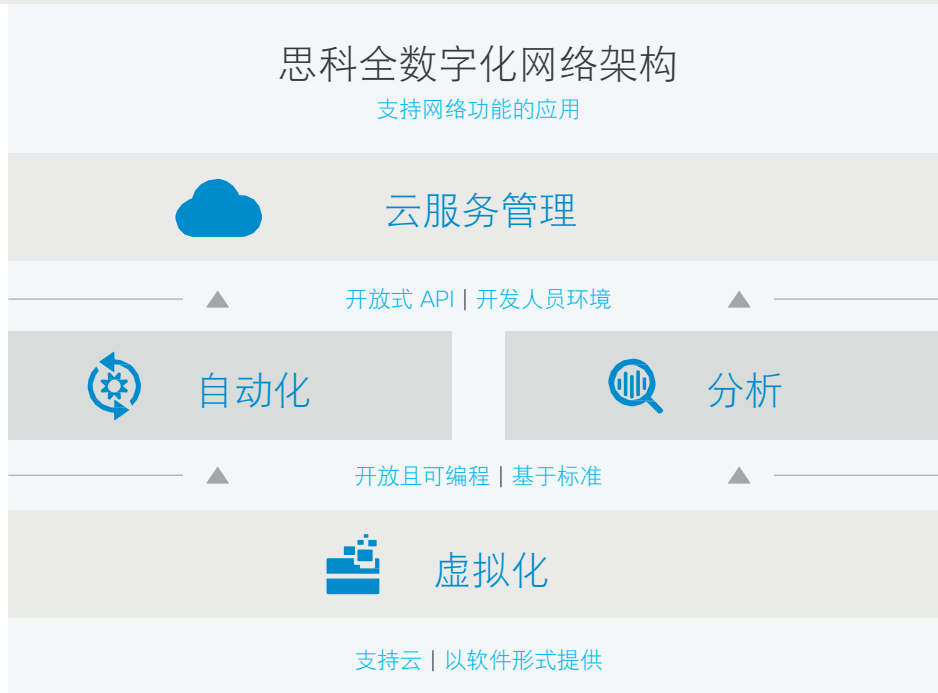 思科全数字化网络架构
支持网络功能的应用
云服务管理
开放式 API | 开发人员环境
自动化
分析
开放且可编程 | 基于标准
虚拟化
支持云 | 以软件形式提供